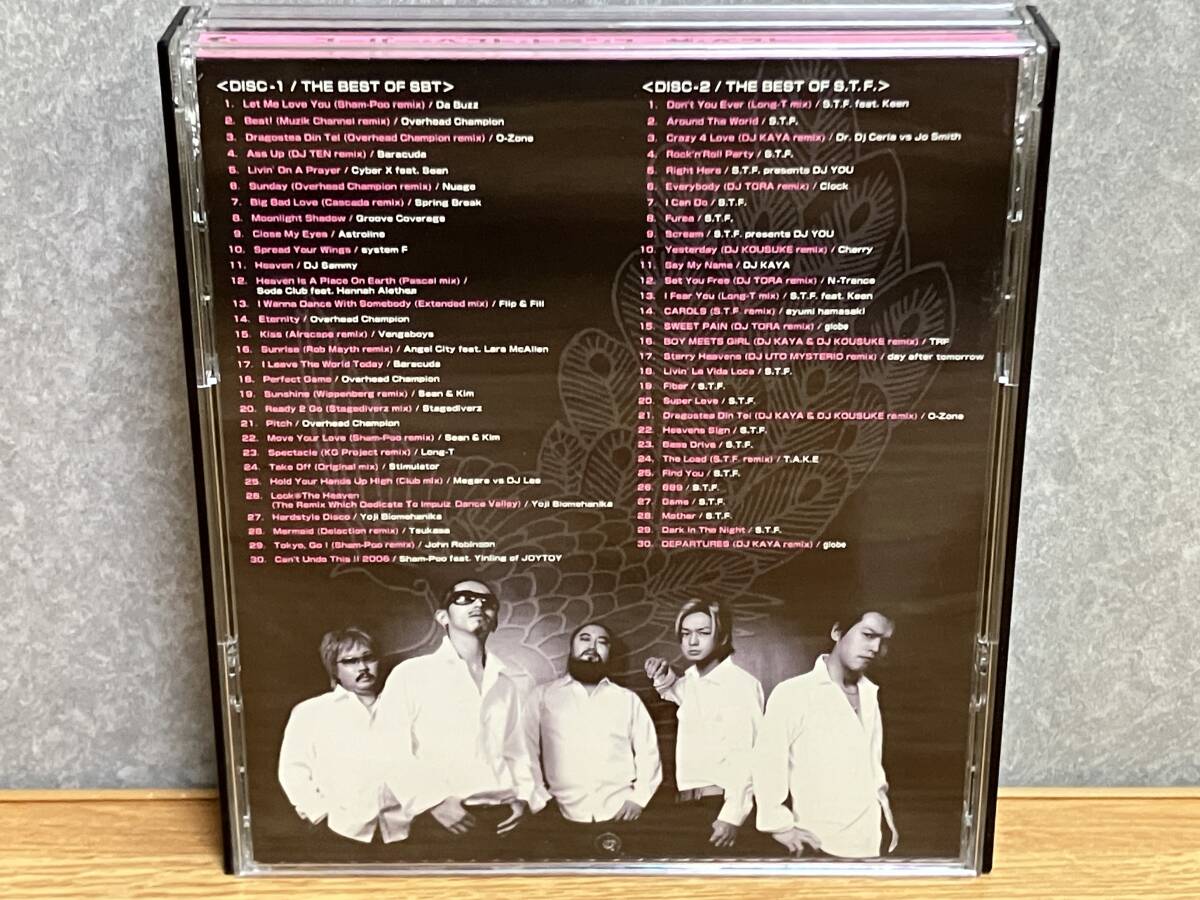 <DISC-1 / THE BEST OF SBT>
1. Let Me Love You (Sham-Poo remix) / Da Buzz
2. Beat! (Muzik Channel remix) / Overhead Champion
3. Dragostea Din Tei (Overhead Champion remix) / O-Zone
4. Ass Up (DJ TEN remix) / Baracuda
5. Livin' On A Prayer / Cyber X feat. Bean
6. Sunday (Overhead Champion remix) / Nuage
7. Big Bad Love (Cascada remix) / Spring Break
8. Moonlight Shadow / Groove Coverage
9. Close My Eyes / Astroline
10. Spread Your Wings / system F
11. Heaven / DJ Sammy
12. Heaven Is A Place On Earth (Pascal mix) /
Soda Club feat. Hannah Alethea
13. I Wanna Dance With Somebody (Extended mix) / Flip & Fill
14. Eternity / Overhead Champion
15. Kiss (Airscape remix) / Vengaboys
16. Sunrise (Rob Mayth remix) / Angel City feat. Lara McAllen
17. I Leave The World Today / Baracuda
18. Perfect Game / Overhead Champion
19. Sunshine (Wippenberg remix) / Sean & Kim
20. Ready 2 Go (Stagediverz mix) / Stagediverz
21. Pitch / Overhead Champion
22. Move Your Love (Sham-Poo remix) / Sean & Kim
23. Spectacle (KG Project remix) / Long-T
24. Take Off (Original mix) / Stimulator
25. Hold Your Hands Up High (Club mix) / Megara vs DJ Lee
26. Look@The Heaven
(The Remix Which Dedicate To Impulz Dance Valley) / Yoji Biomehanika
27. Hardstyle Disco / Yoji Biomehanika
28. Mermaid (Delaction remix) / Tsukasa
29. Tokyo, Go ! (Sham-Poo remix) / John Robinson
30. Can't Undo This !! 2006 / Sham-Poo feat. Yinling of JOYTOY
<DISC-2 / THE BEST OF S.T.F.>
1. Don't You Ever (Long-T mix) / S.T.F. feat. Keen
2. Around The World / S.T.F.
3. Crazy 4 Love (DJ KAYA remix) / Dr. Dj Cerla vs Jo Smith
4. Rock'n'Roll Party / S.T.F.
5. Right Here / S.T.F. presents DJ YOU
6. Everybody (DJ TORA remix) / Clock
7. I Can Do / S.T.F.
8. Furea / S.T.F.
9. Scream / S.T.F. presents DJ YOU
10. Yesterday (DJ KOUSUKE remix) / Cherry
11. Say My Name / DJ KAYA
12. Set You Free (DJ TORA remix) / N-Trance
13. I Fear You (Long-T mix) / S.T.F. feat. Keen
14. CAROLS (S.T.F. remix) / ayumi hamasaki
15. SWEET PAIN (DJ TORA remix) / globe
16. BOY MEETS GIRL (DJ KAYA & DJ KOUSUKE remix) / TRF
17. Starry Heavens (DJ UTO MYSTERIO remix) / day after tomorrow
18. Livin' La Vida Loca / S.T.F.
19. Fiber / S.T.F.
20. Super Love / S.T.F.
21. Dragostea Din Tei (DJ KAYA & DJ KOUSUKE remix) / O-Zone
22. Heavens Sign / S.T.F.
23. Bass Drive / S.T.F.
24. The Load (S.T.F. remix) / T.A.K.E
25. Find You / S.T.F.
26. 689 / S.T.F.
27. Game / S.T.F.
28. Mother / S.T.F.
29. Dark In The Night / S.T.F.
30. DEPARTURES (DJ KAYA remix) / globe